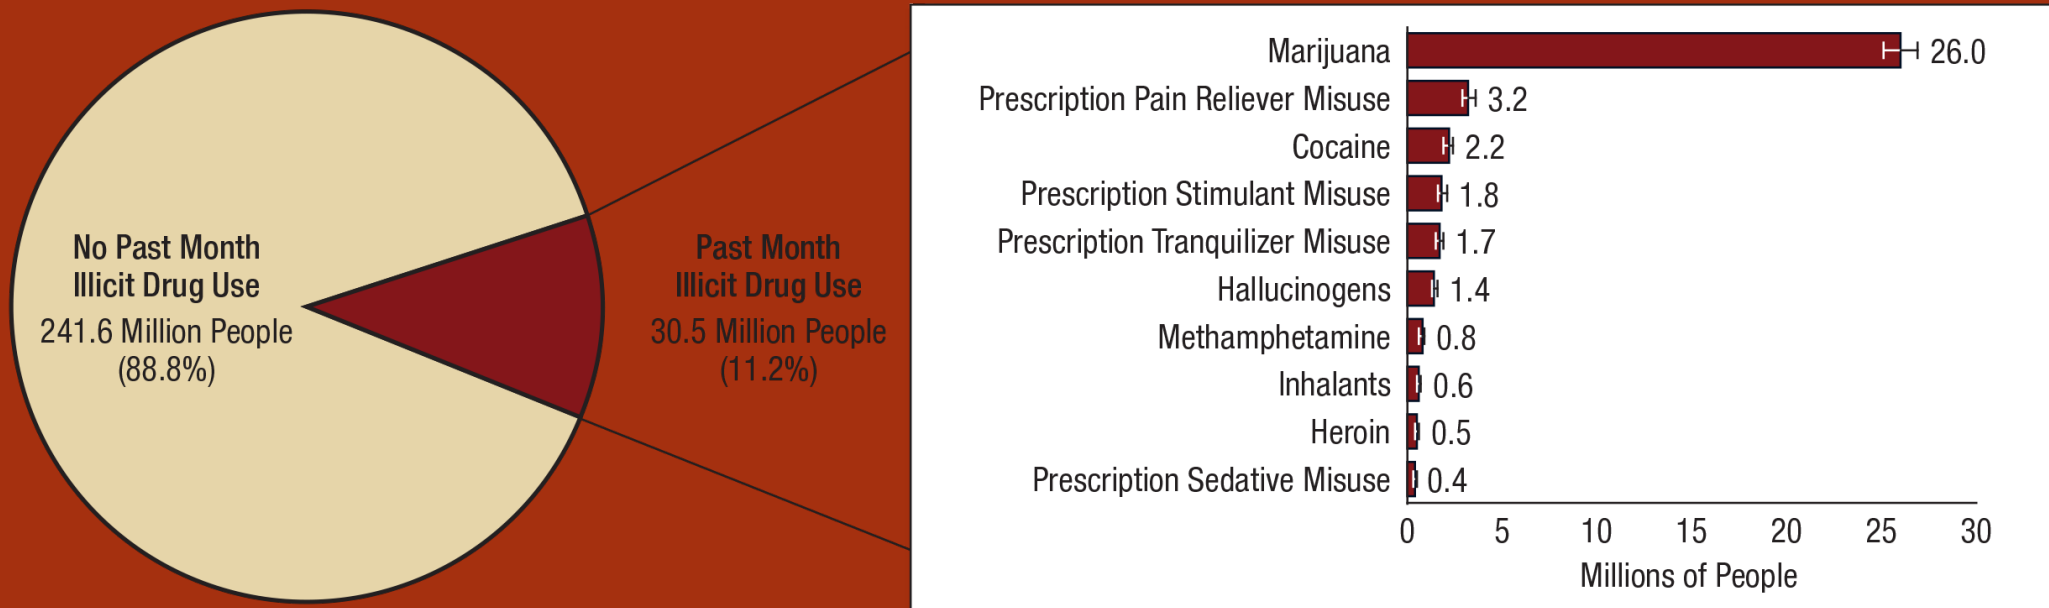 No Past Month
Illicit Drug Use
241.6 Million People
(88.8%)
Past Month
Illicit Drug Use
30.5 Million People
(11.2%)
Marijuana 26.0
Prescription Pain Reliever Misuse 3.2
Cocaine 2.2
Prescription Stimulant Misuse 1.8
Prescription Tranquilizer Misuse 1.7
Hallucinogens 1.4
Methamphetamine 0.8
Inhalants 0.6
Heroin 0.5
Prescription Sedative Misuse 0.4
0 5 10 15 20 25 30
Millions of People